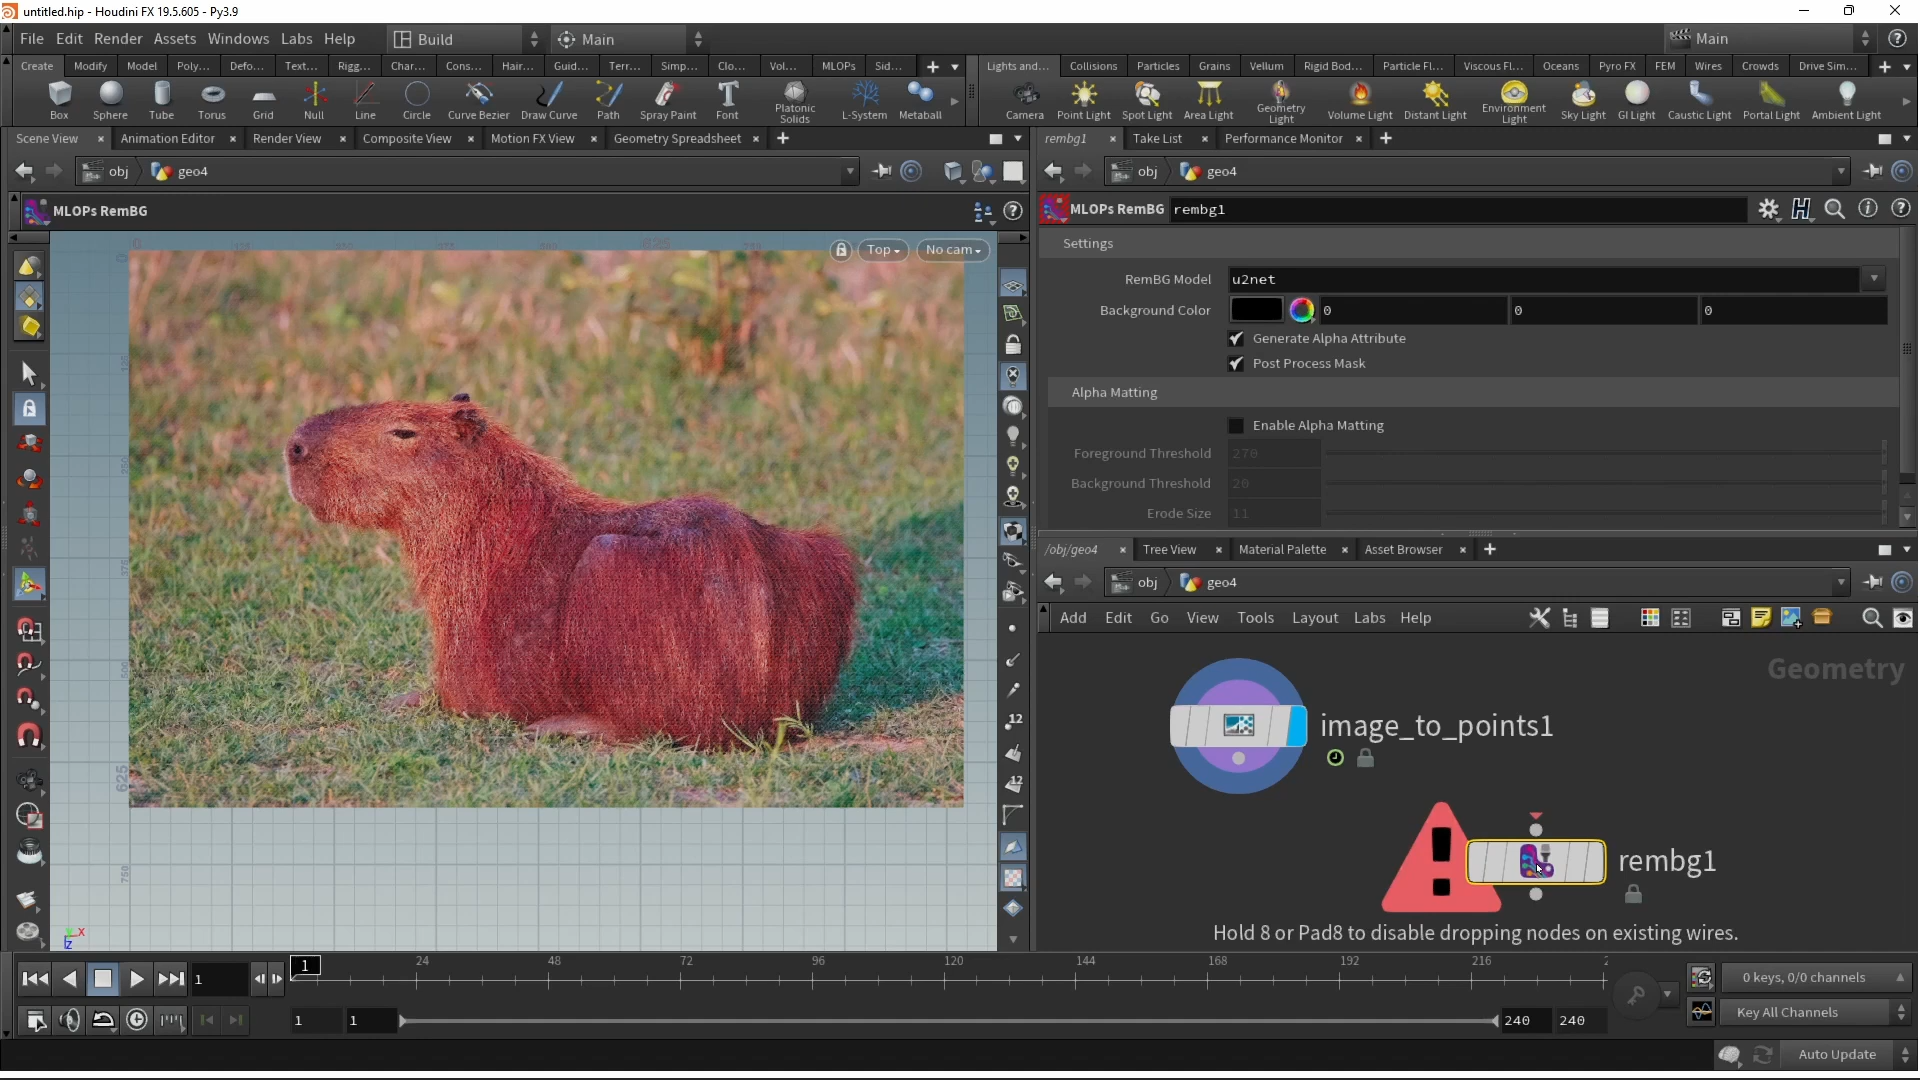 untitled.hip - Houdini FX 19.5.605 - Py3.9
File Edit Render Assets Windows Labs Help Build Main Main
Create Modify Model Poly... Defo... Text... Rigg... Char... Cons... Hair... Guid... Terr... Simp... Clo... Vol... MLOPs Sid...
Lights and... Collisions Particles Grains Vellum Rigid Bod... Particle Fl... Viscous Fl... Oceans Pyro FX FEM Wires Crowds Drive Sim...
Box Sphere Tube Torus Grid Null Line Circle Curve Bezier Draw Curve Path Spray Paint Font Platonic Solids L-System Metaball
Camera Point Light Spot Light Area Light Geometry Light Volume Light Distant Light Environment Light Sky Light GI Light Caustic Light Portal Light Ambient Light
Scene View Animation Editor Render View Composite View Motion FX View Geometry Spreadsheet
rembg1 Take List Performance Monitor
obj geo4
obj geo4
MLOPs RemBG
MLOPs RemBG rembg1
Top No cam
Settings
RemBG Model u2net
Background Color 0 0 0
Generate Alpha Attribute
Post Process Mask
Alpha Matting
Enable Alpha Matting
Foreground Threshold 270
Background Threshold 20
Erode Size 11
/obj/geo4 Tree View Material Palette Asset Browser
obj geo4
Add Edit Go View Tools Layout Labs Help
Geometry
image_to_points1
rembg1
Hold 8 or Pad8 to disable dropping nodes on existing wires.
12
12
625
750
X
Z
1 1 24 48 72 96 120 144 168 192 216
0 keys, 0/0 channels
1 1 240 240
Key All Channels
Auto Update